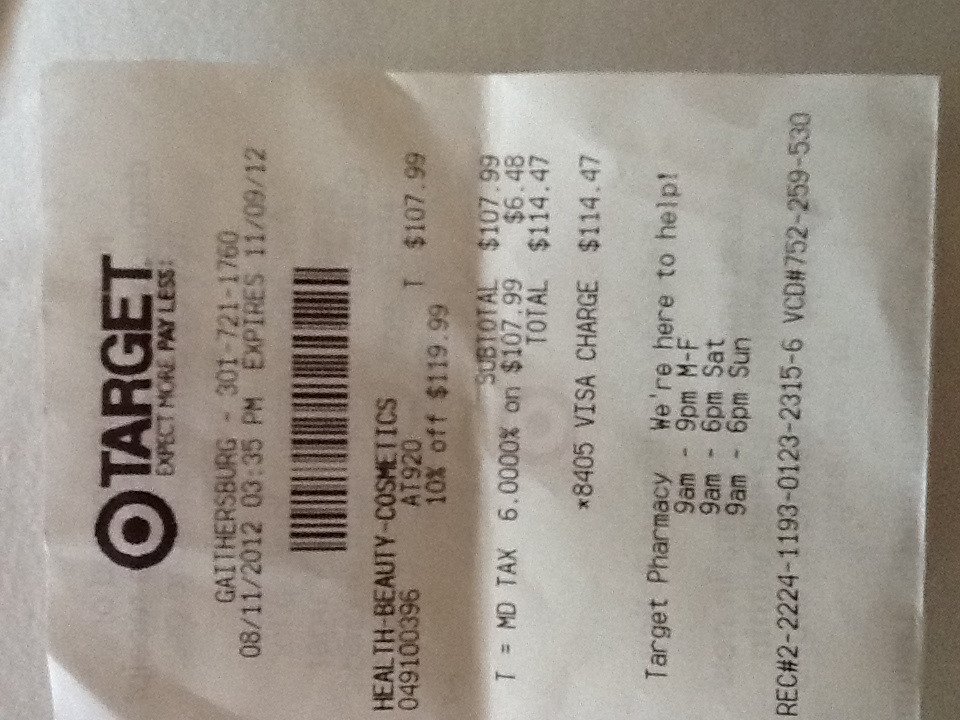 TARGET
EXPECT MORE. PAY LESS.
GAITHERSBURG - 301-721-1760
08/11/2012 03:35 PM EXPIRES 11/09/12
HEALTH-BEAUTY-COSMETICS
049100396 AT920 T $107.99
10% off $119.99
SUBTOTAL $107.99
T = MD TAX 6.0000% on $107.99 $6.48
TOTAL $114.47
*8405 VISA CHARGE $114.47
Target Pharmacy We're here to help!
9am - 9pm M-F
9am - 6pm Sat
9am - 6pm Sun
REC#2-2224-1193-0123-2315-6 VCD#752-259-530